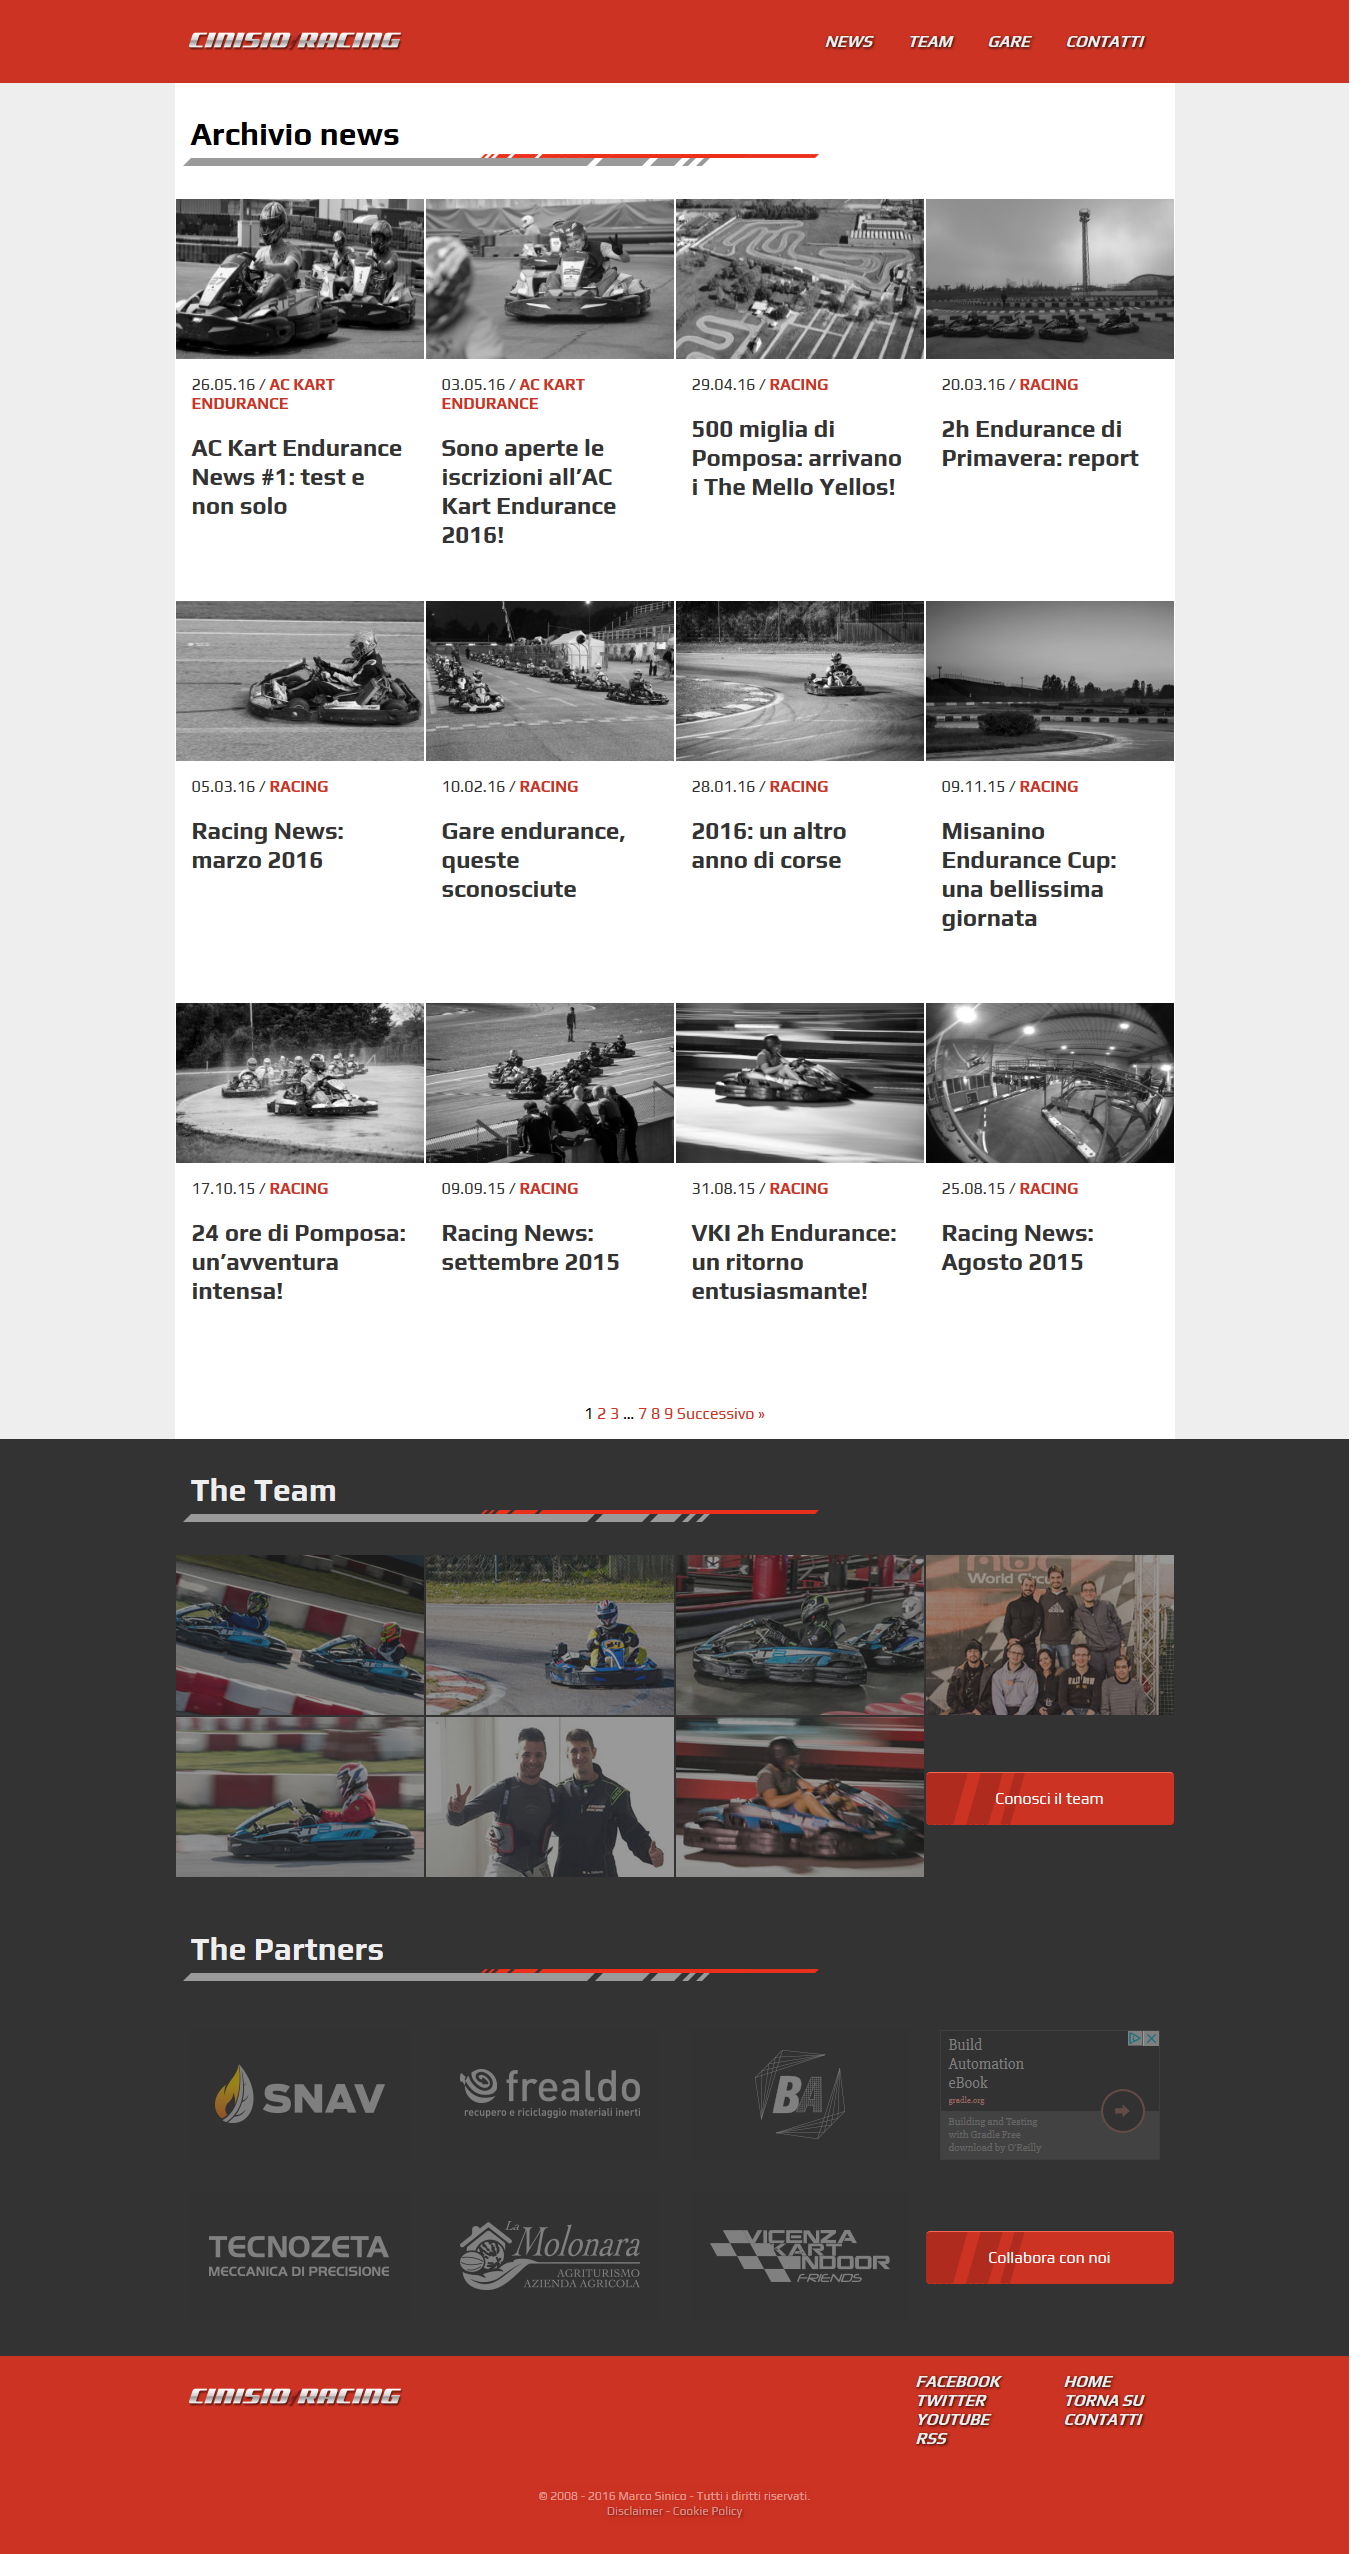 CINISIO RACING
NEWS TEAM GARE CONTATTI
Archivio news
26.05.16 / AC KART
ENDURANCE
AC Kart Endurance
News #1: test e
non solo
03.05.16 / AC KART
ENDURANCE
Sono aperte le
iscrizioni all’AC
Kart Endurance
2016!
29.04.16 / RACING
500 miglia di
Pomposa: arrivano
i The Mello Yellos!
20.03.16 / RACING
2h Endurance di
Primavera: report
05.03.16 / RACING
Racing News:
marzo 2016
10.02.16 / RACING
Gare endurance,
queste
sconosciute
28.01.16 / RACING
2016: un altro
anno di corse
09.11.15 / RACING
Misanino
Endurance Cup:
una bellissima
giornata
17.10.15 / RACING
24 ore di Pomposa:
un’avventura
intensa!
09.09.15 / RACING
Racing News:
settembre 2015
31.08.15 / RACING
VKI 2h Endurance:
un ritorno
entusiasmante!
25.08.15 / RACING
Racing News:
Agosto 2015
1 2 3 … 7 8 9 Successivo »
The Team
World Circuit
Conosci il team
The Partners
SNAV
frealdo
recupero e riciclaggio materiali inerti
BA
Build
Automation
eBook
gradle.org
Building and Testing
with Gradle Free
download by O'Reilly
TECNOZETA
MECCANICA DI PRECISIONE
La Molonara
AGRITURISMO
AZIENDA AGRICOLA
VICENZA
KART
INDOOR
FRIENDS
Collabora con noi
CINISIO RACING
FACEBOOK
TWITTER
YOUTUBE
RSS
HOME
TORNA SU
CONTATTI
© 2008 - 2016 Marco Sinico - Tutti i diritti riservati.
Disclaimer - Cookie Policy